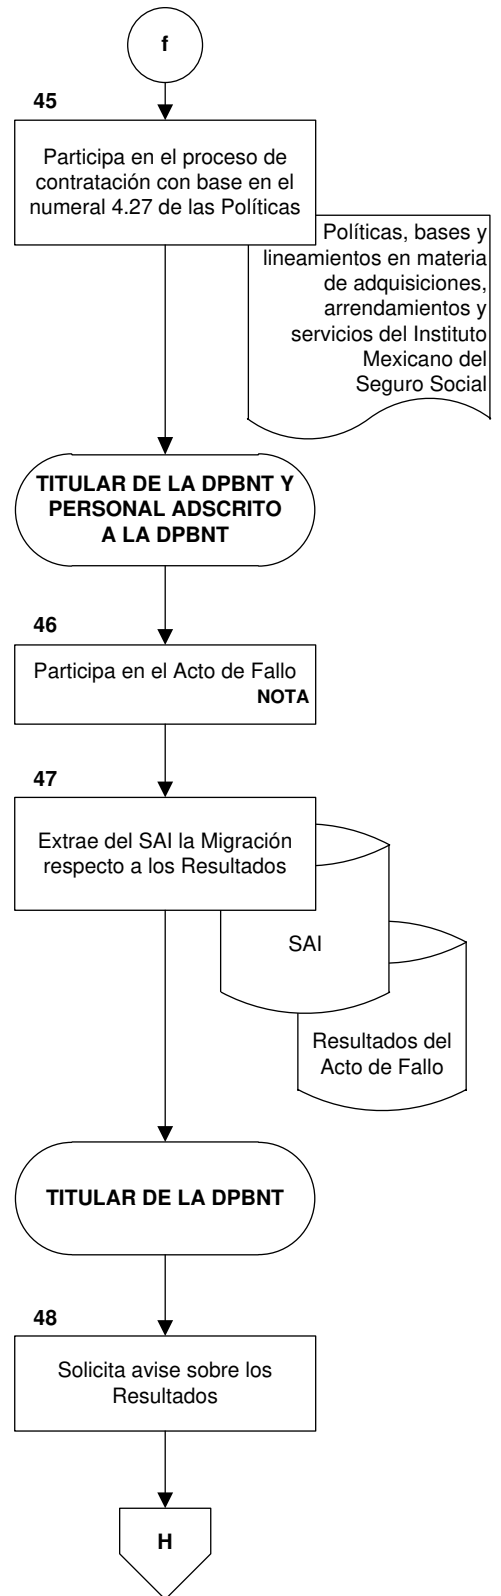 f
45
Participa en el proceso de
contratación con base en el
numeral 4.27 de las Políticas
Políticas, bases y
lineamientos en materia
de adquisiciones,
arrendamientos y
servicios del Instituto
Mexicano del
Seguro Social
TITULAR DE LA DPBNT Y
PERSONAL ADSCRITO
A LA DPBNT
46
Participa en el Acto de Fallo
NOTA
47
Extrae del SAI la Migración
respecto a los Resultados
SAI
Resultados del
Acto de Fallo
TITULAR DE LA DPBNT
48
Solicita avise sobre los
Resultados
H